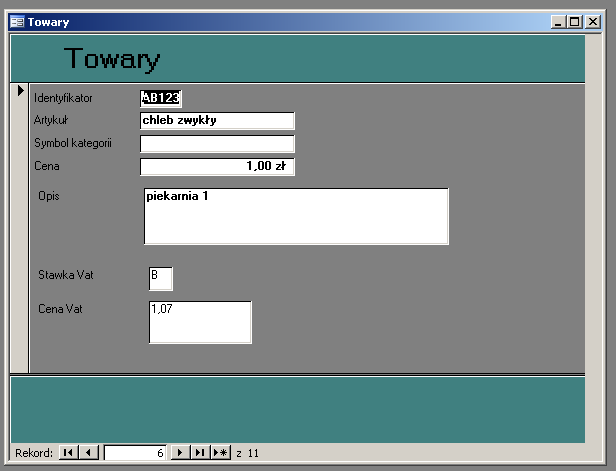 Towary
Towary
Identyfikator AB123
Artykuł chleb zwykły
Symbol kategorii
Cena 1,00 zł
Opis piekarnia 1
Stawka Vat B
Cena Vat 1,07
Rekord: 6 z 11